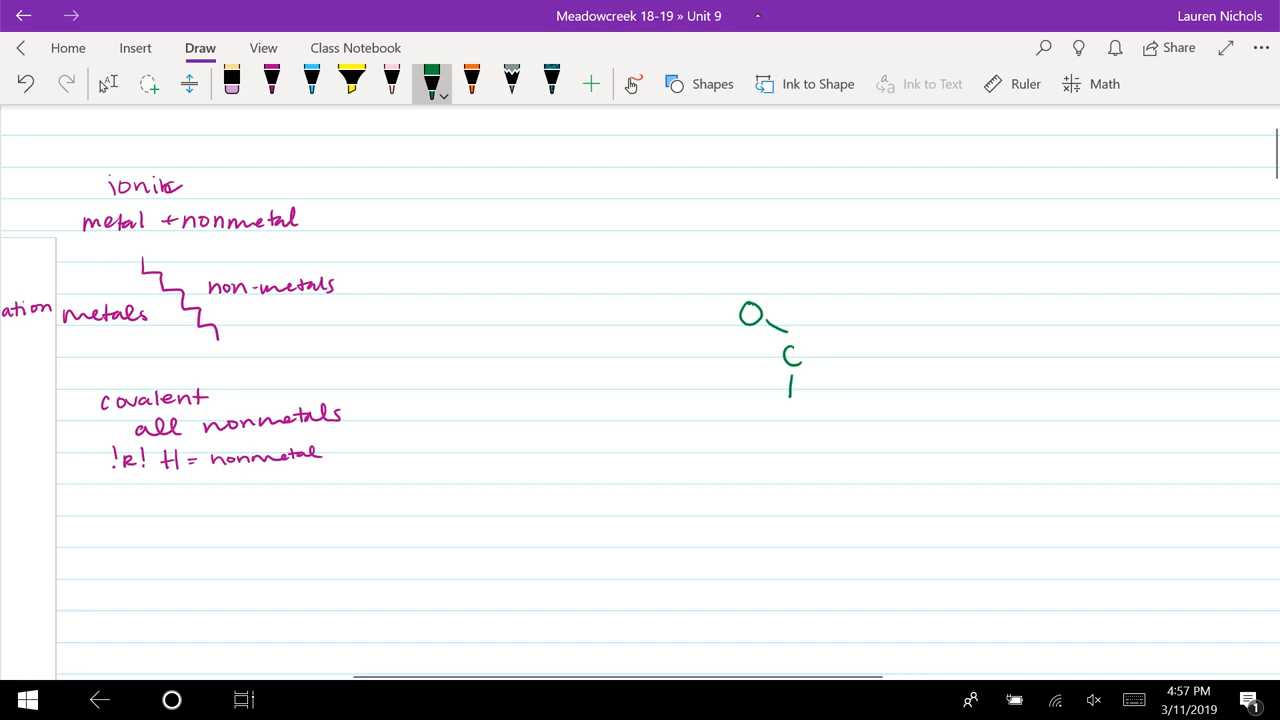 Meadowcreek 18-19 » Unit 9
Lauren Nichols
Home Insert Draw View Class Notebook Share
Shapes Ink to Shape Ink to Text Ruler Math
ionic
metal + nonmetal
non-metals
ation metals
O
C
covalent
all nonmetals
!R! H = nonmetal
4:57 PM
3/11/2019
1